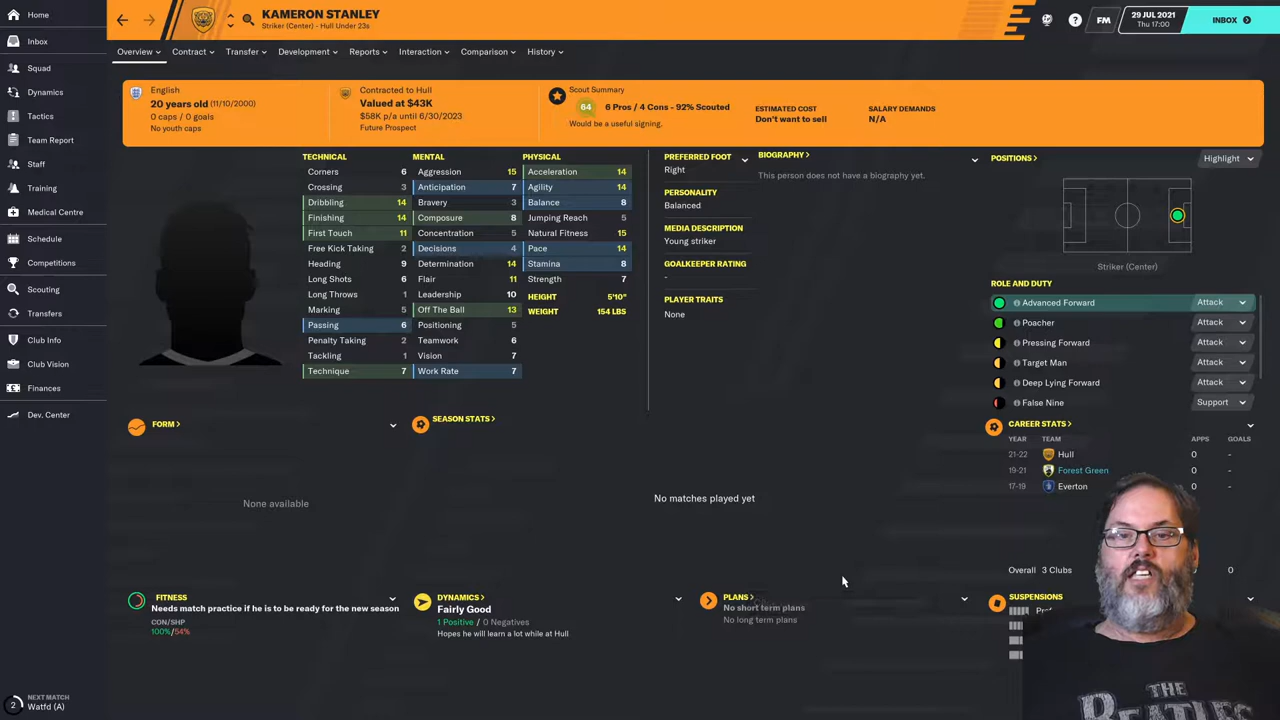 Home
Inbox
Squad
Dynamics
Tactics
Team Report
Staff
Training
Medical Centre
Schedule
Competitions
Scouting
Transfers
Club Info
Club Vision
Finances
Dev. Center
2
NEXT MATCH
Watfd (A)
KAMERON STANLEY
Striker (Center) - Hull Under 23s
?
FM
29 JUL 2021
Thu 17:00
INBOX
Overview
Contract
Transfer
Development
Reports
Interaction
Comparison
History
English
20 years old (11/10/2000)
0 caps / 0 goals
No youth caps
Contracted to Hull
Valued at $43K
$58K p/a until 6/30/2023
Future Prospect
Scout Summary
64 6 Pros / 4 Cons - 92% Scouted
Would be a useful signing.
ESTIMATED COST
Don't want to sell
SALARY DEMANDS
N/A
TECHNICAL
Corners 6
Crossing 3
Dribbling 14
Finishing 14
First Touch 11
Free Kick Taking 2
Heading 9
Long Shots 6
Long Throws 1
Marking 5
Passing 6
Penalty Taking 2
Tackling 1
Technique 7
MENTAL
Aggression 15
Anticipation 7
Bravery 3
Composure 8
Concentration 5
Decisions 4
Determination 14
Flair 11
Leadership 10
Off The Ball 13
Positioning 5
Teamwork 6
Vision 7
Work Rate 7
PHYSICAL
Acceleration 14
Agility 14
Balance 8
Jumping Reach 5
Natural Fitness 15
Pace 14
Stamina 8
Strength 7
HEIGHT 5'10"
WEIGHT 154 LBS
PREFERRED FOOT
Right
PERSONALITY
Balanced
MEDIA DESCRIPTION
Young striker
GOALKEEPER RATING
-
PLAYER TRAITS
None
BIOGRAPHY
This person does not have a biography yet.
POSITIONS
Highlight
Striker (Center)
ROLE AND DUTY
Advanced Forward Attack
Poacher Attack
Pressing Forward Attack
Target Man Attack
Deep Lying Forward Attack
False Nine Support
FORM
None available
SEASON STATS
No matches played yet
CAREER STATS
YEAR TEAM APPS GOALS
21-22 Hull 0 -
19-21 Forest Green 0 -
17-19 Everton 0 -
Overall 3 Clubs 0
FITNESS
Needs match practice if he is to be ready for the new season
CON/SHP
100%/54%
DYNAMICS
Fairly Good
1 Positive / 0 Negatives
Hopes he will learn a lot while at Hull
PLANS
No short term plans
No long term plans
SUSPENSIONS
THE
BEATLES